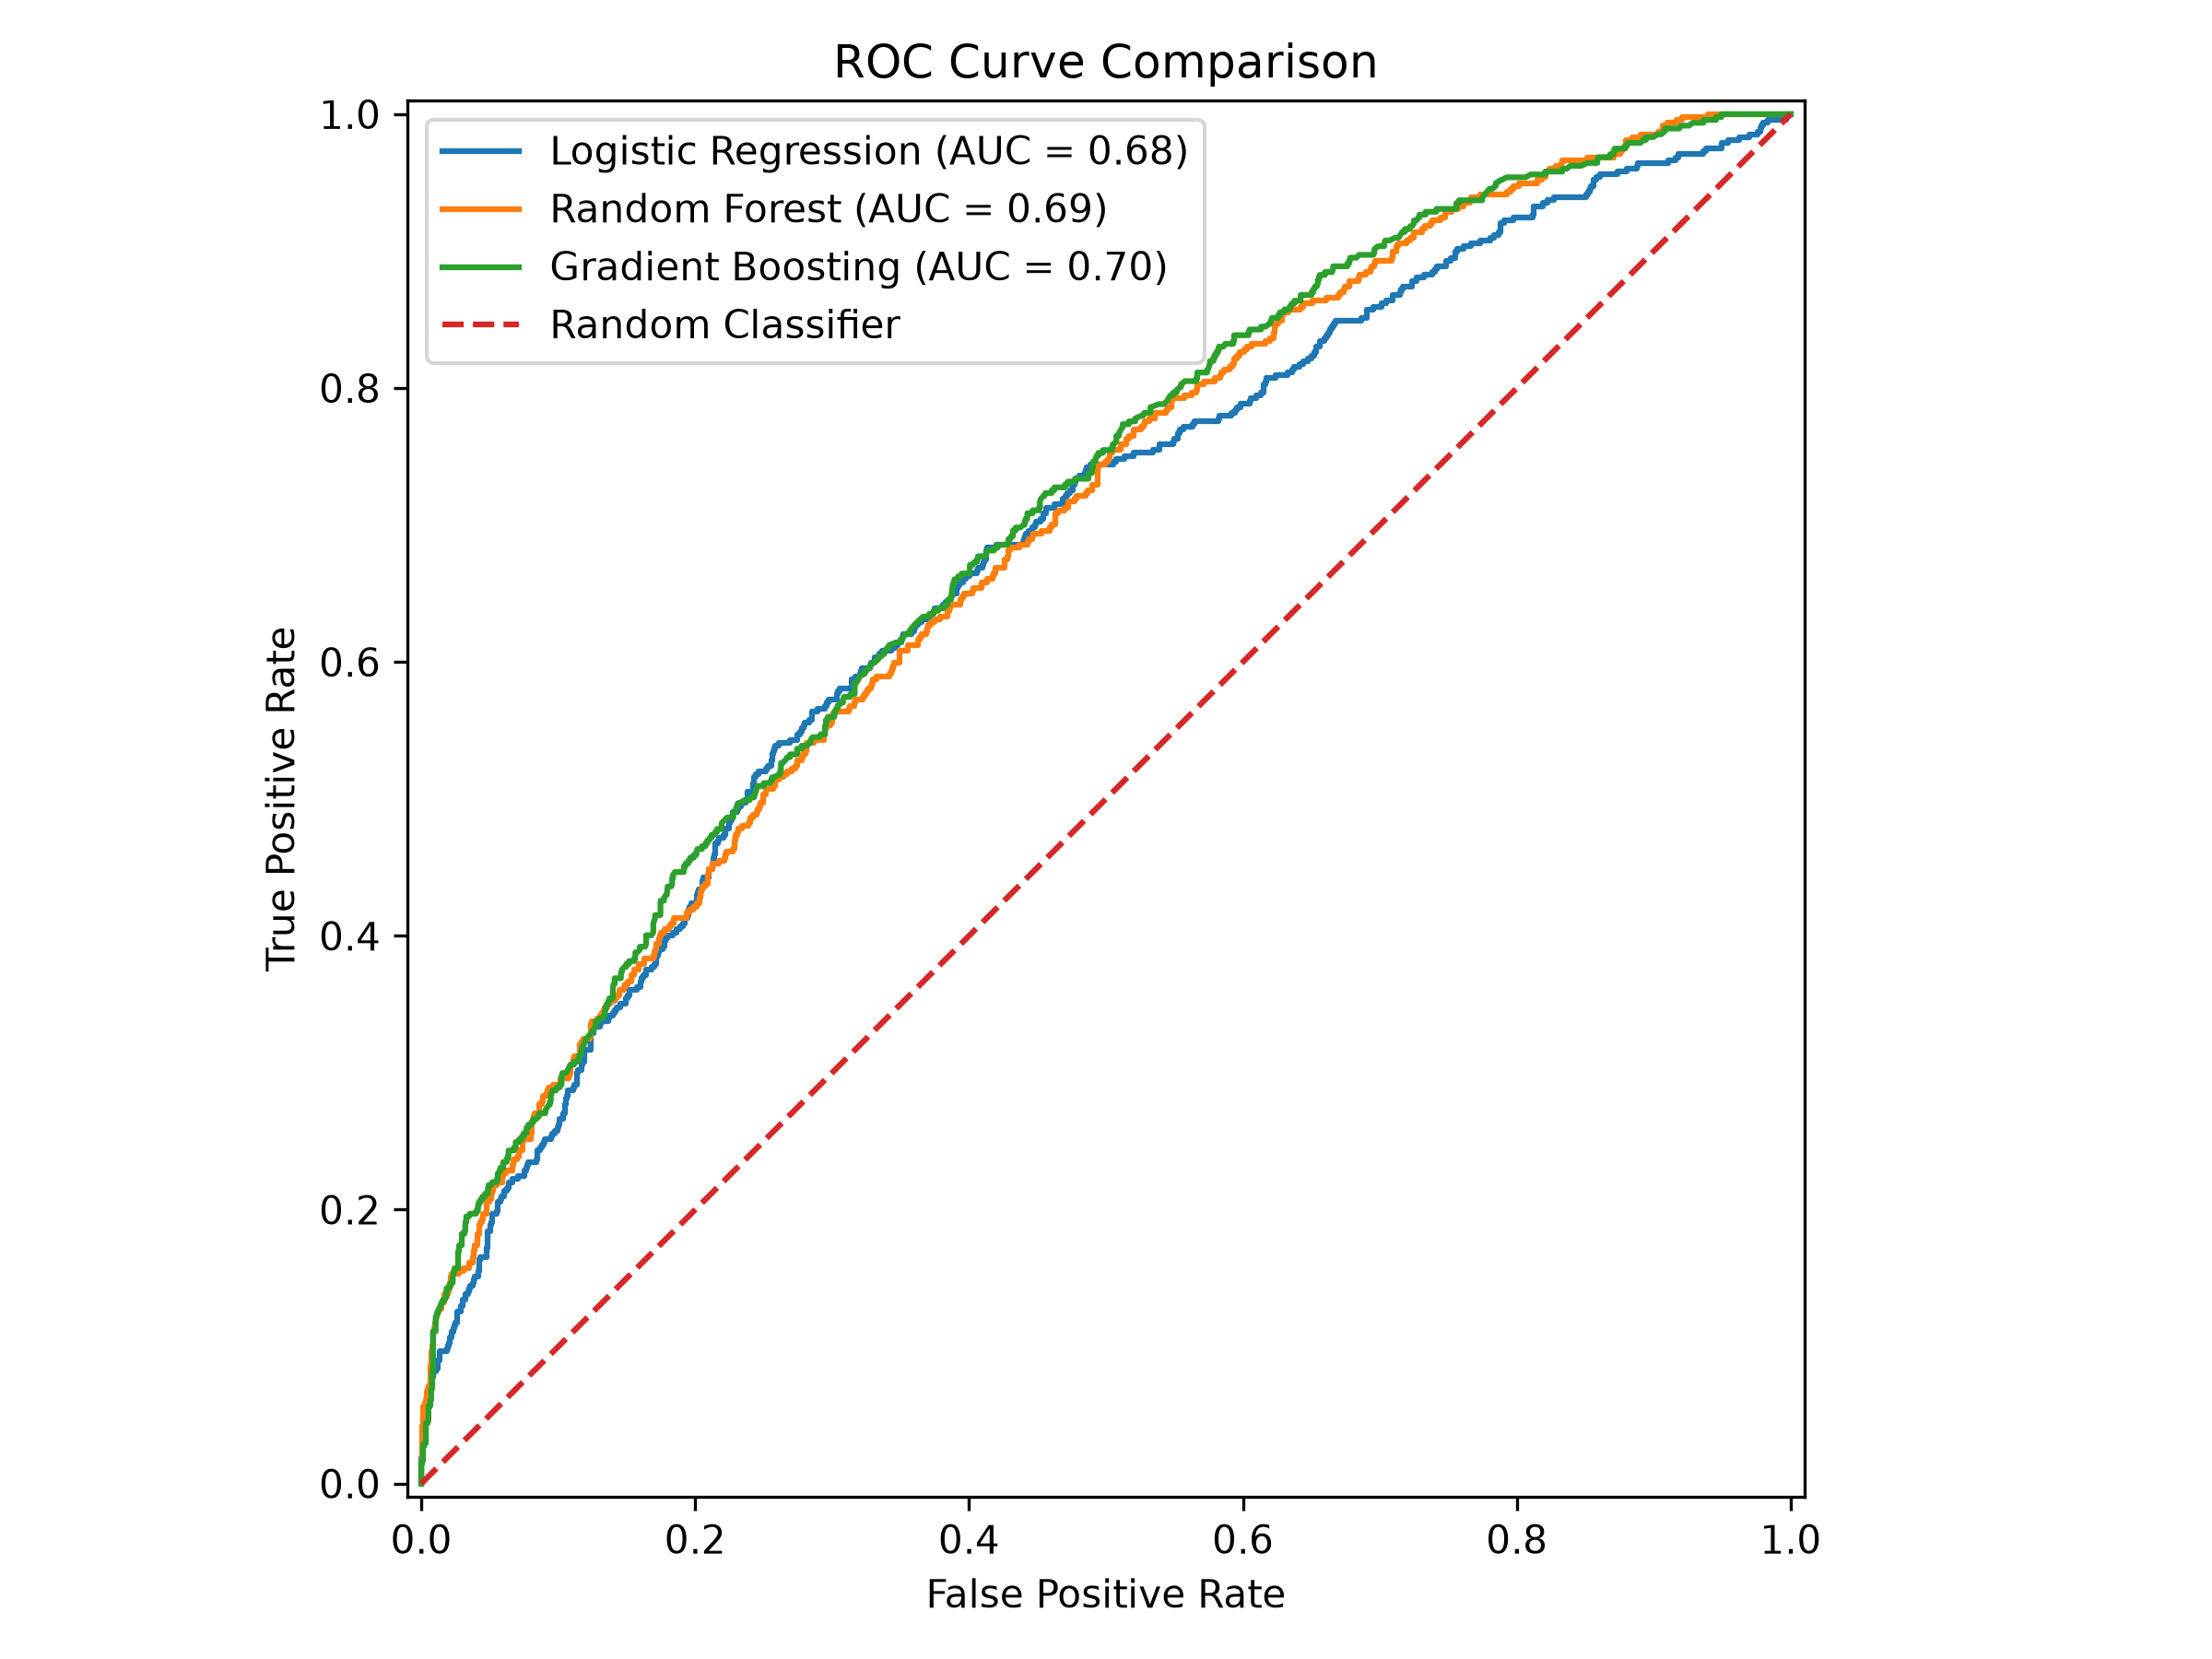 ROC Curve Comparison
Logistic Regression (AUC = 0.68)
Random Forest (AUC = 0.69)
Gradient Boosting (AUC = 0.70)
Random Classifier
True Positive Rate
1.0
0.8
0.6
0.4
0.2
0.0
0.0 0.2 0.4 0.6 0.8 1.0
False Positive Rate